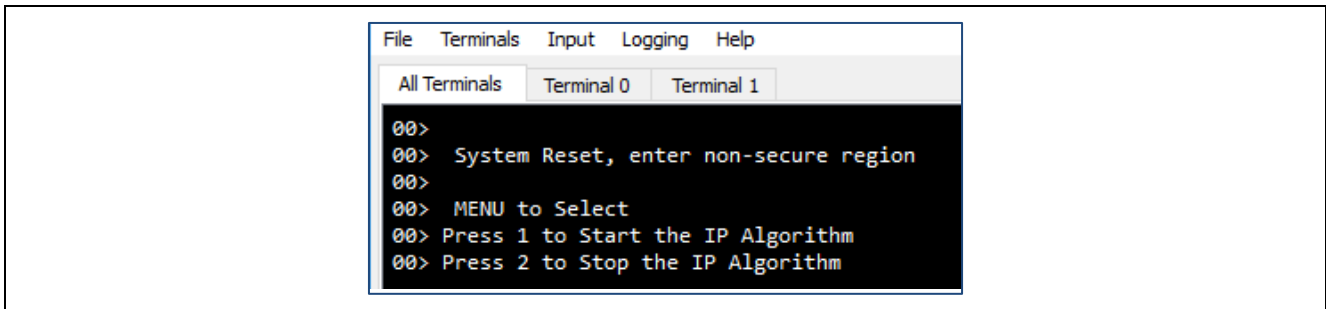 File Terminals Input Logging Help
All Terminals Terminal 0 Terminal 1
00>
00> System Reset, enter non-secure region
00>
00> MENU to Select
00> Press 1 to Start the IP Algorithm
00> Press 2 to Stop the IP Algorithm